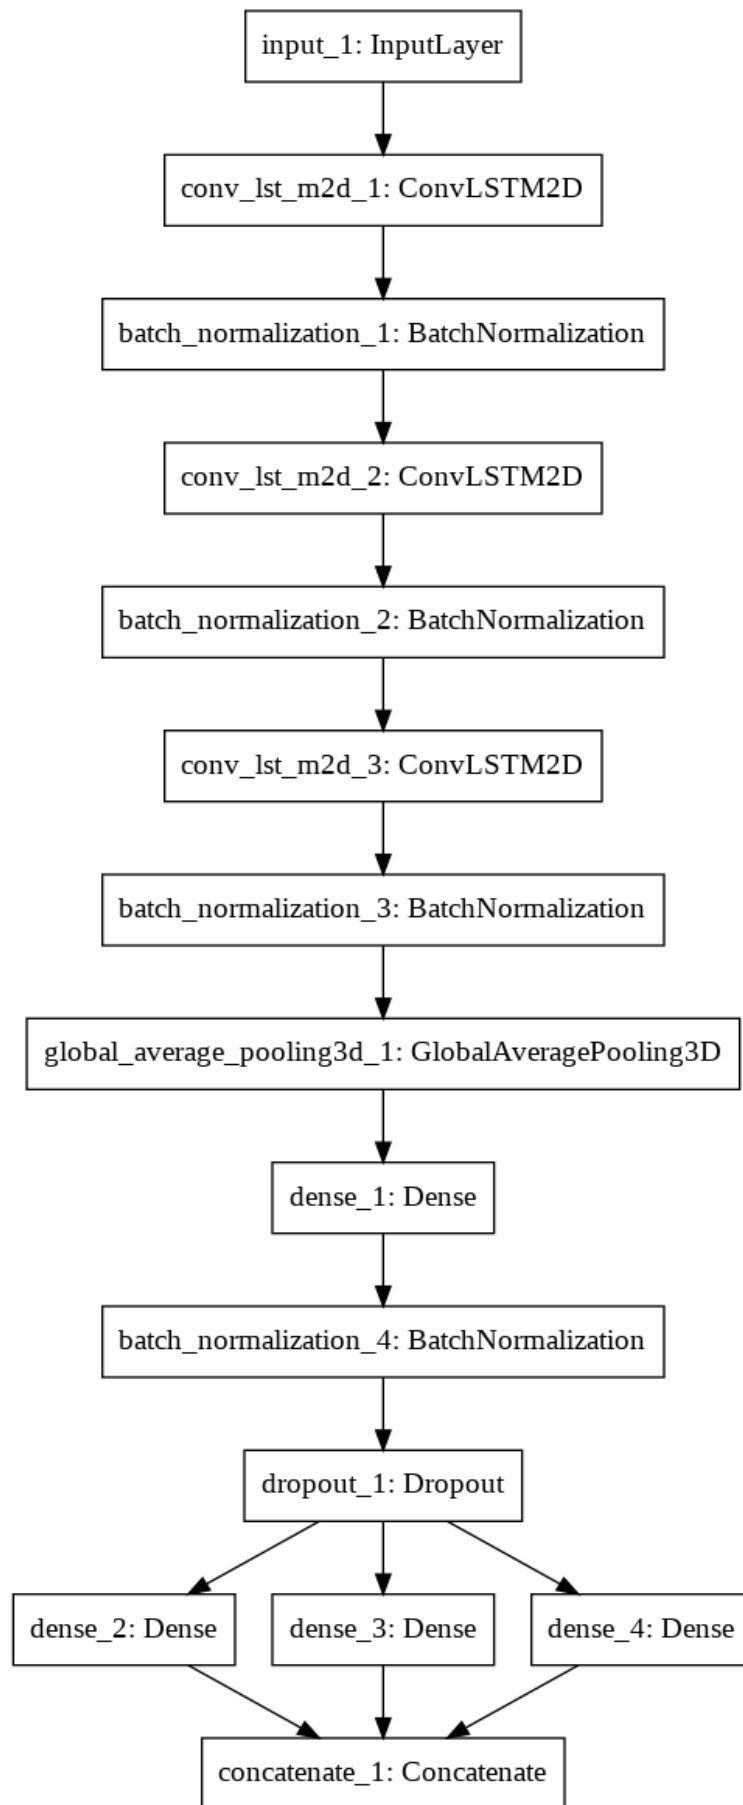 input_1: InputLayer
conv_lst_m2d_1: ConvLSTM2D
batch_normalization_1: BatchNormalization
conv_lst_m2d_2: ConvLSTM2D
batch_normalization_2: BatchNormalization
conv_lst_m2d_3: ConvLSTM2D
batch_normalization_3: BatchNormalization
global_average_pooling3d_1: GlobalAveragePooling3D
dense_1: Dense
batch_normalization_4: BatchNormalization
dropout_1: Dropout
dense_2: Dense
dense_3: Dense
dense_4: Dense
concatenate_1: Concatenate